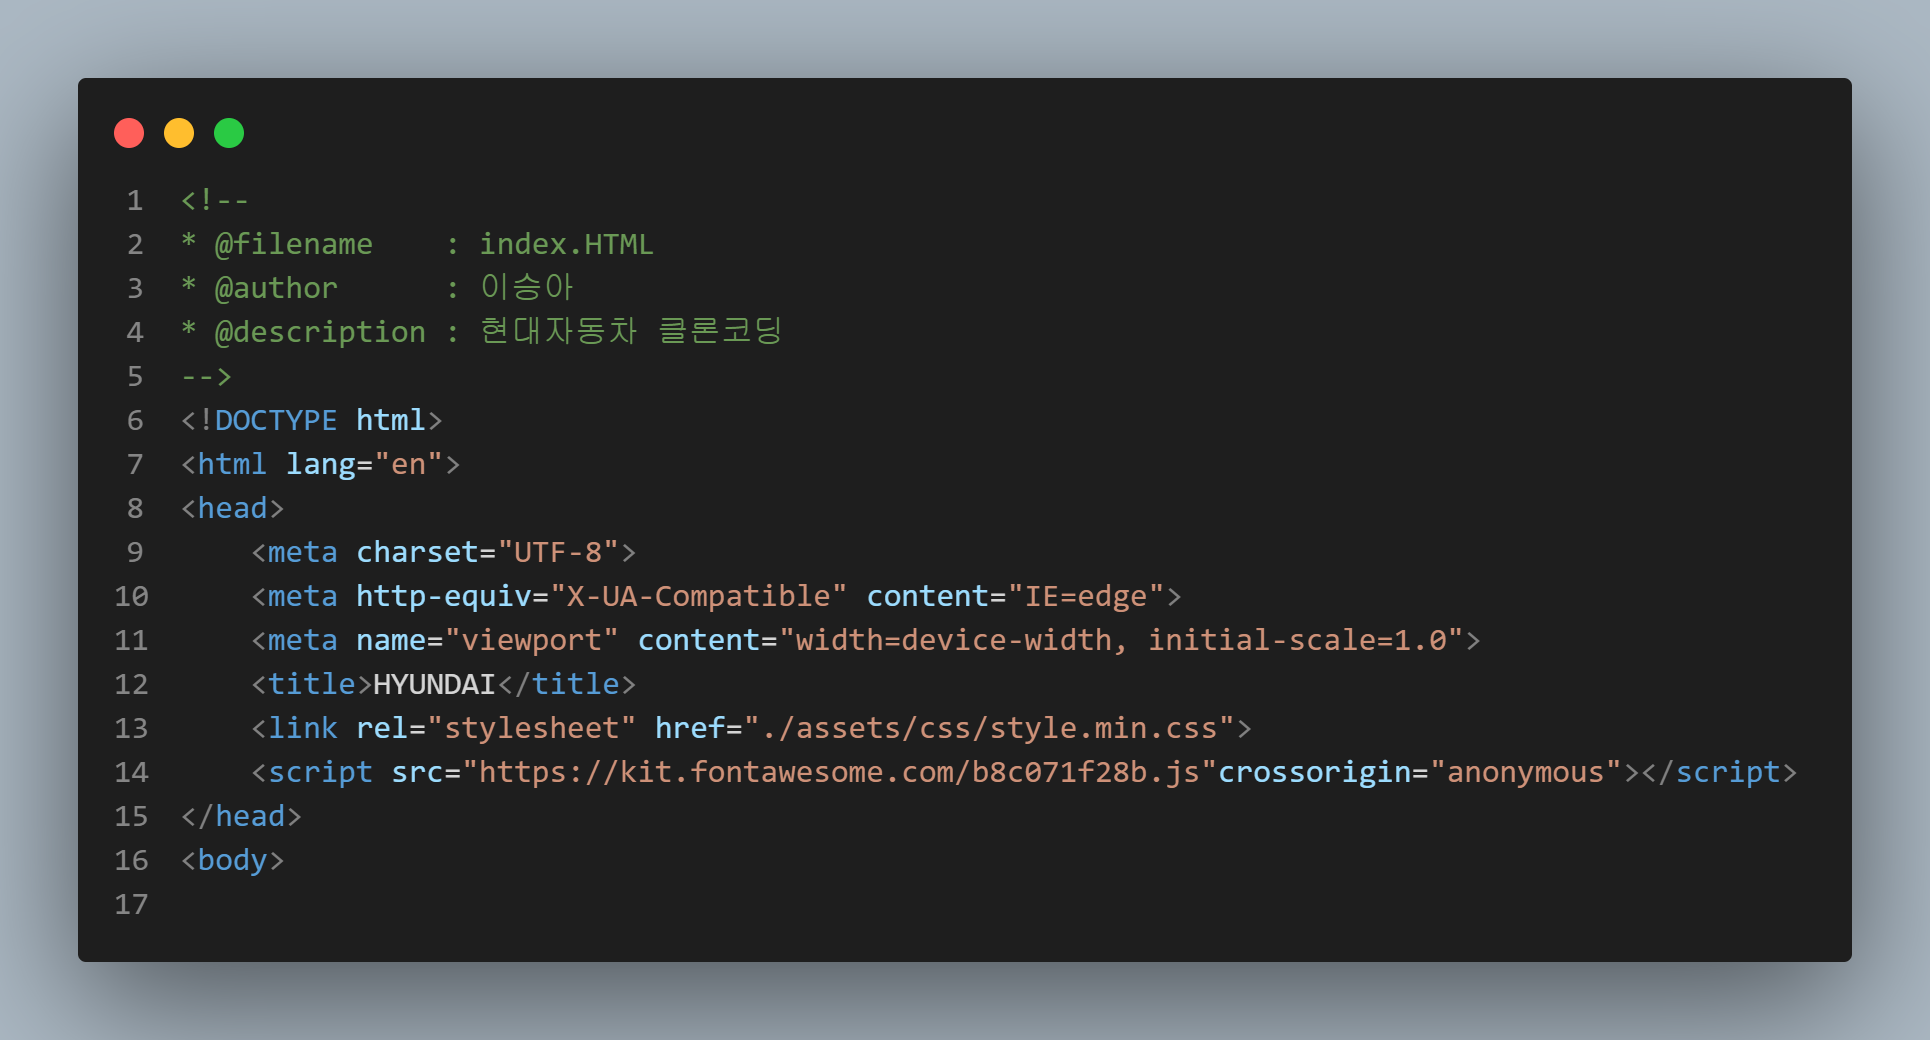 1 <!--
2 * @filename    : index.HTML
3 * @author      : 이승아
4 * @description : 현대자동차 클론코딩
5 -->
6 <!DOCTYPE html>
7 <html lang="en">
8 <head>
9     <meta charset="UTF-8">
10     <meta http-equiv="X-UA-Compatible" content="IE=edge">
11     <meta name="viewport" content="width=device-width, initial-scale=1.0">
12     <title>HYUNDAI</title>
13     <link rel="stylesheet" href="./assets/css/style.min.css">
14     <script src="https://kit.fontawesome.com/b8c071f28b.js"crossorigin="anonymous"></script>
15 </head>
16 <body>
17